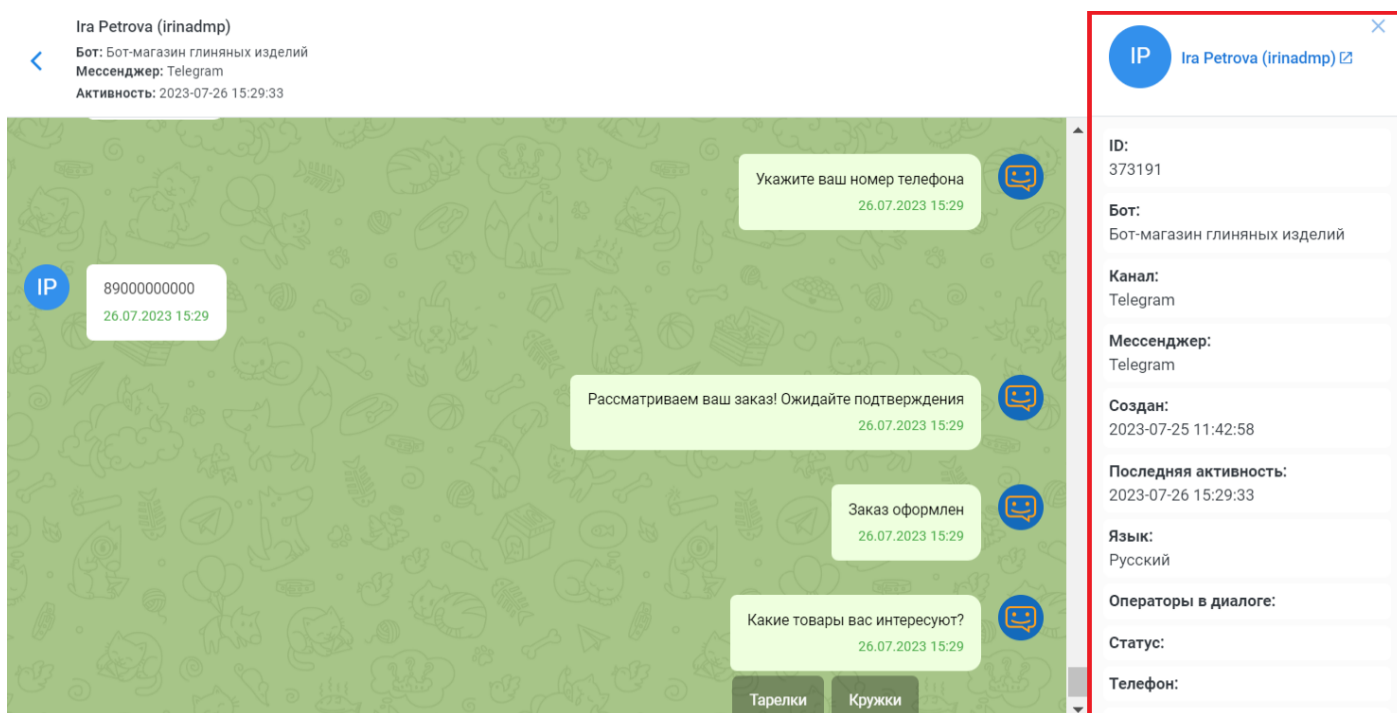 Ira Petrova (irinadmp)
Бот: Бот-магазин глиняных изделий
Мессенджер: Telegram
Активность: 2023-07-26 15:29:33
Укажите ваш номер телефона
26.07.2023 15:29
IP
89000000000
26.07.2023 15:29
Рассматриваем ваш заказ! Ожидайте подтверждения
26.07.2023 15:29
Заказ оформлен
26.07.2023 15:29
Какие товары вас интересуют?
26.07.2023 15:29
Тарелки Кружки
IP Ira Petrova (irinadmp)
ID:
373191
Бот:
Бот-магазин глиняных изделий
Канал:
Telegram
Мессенджер:
Telegram
Создан:
2023-07-25 11:42:58
Последняя активность:
2023-07-26 15:29:33
Язык:
Русский
Операторы в диалоге:
Статус:
Телефон: